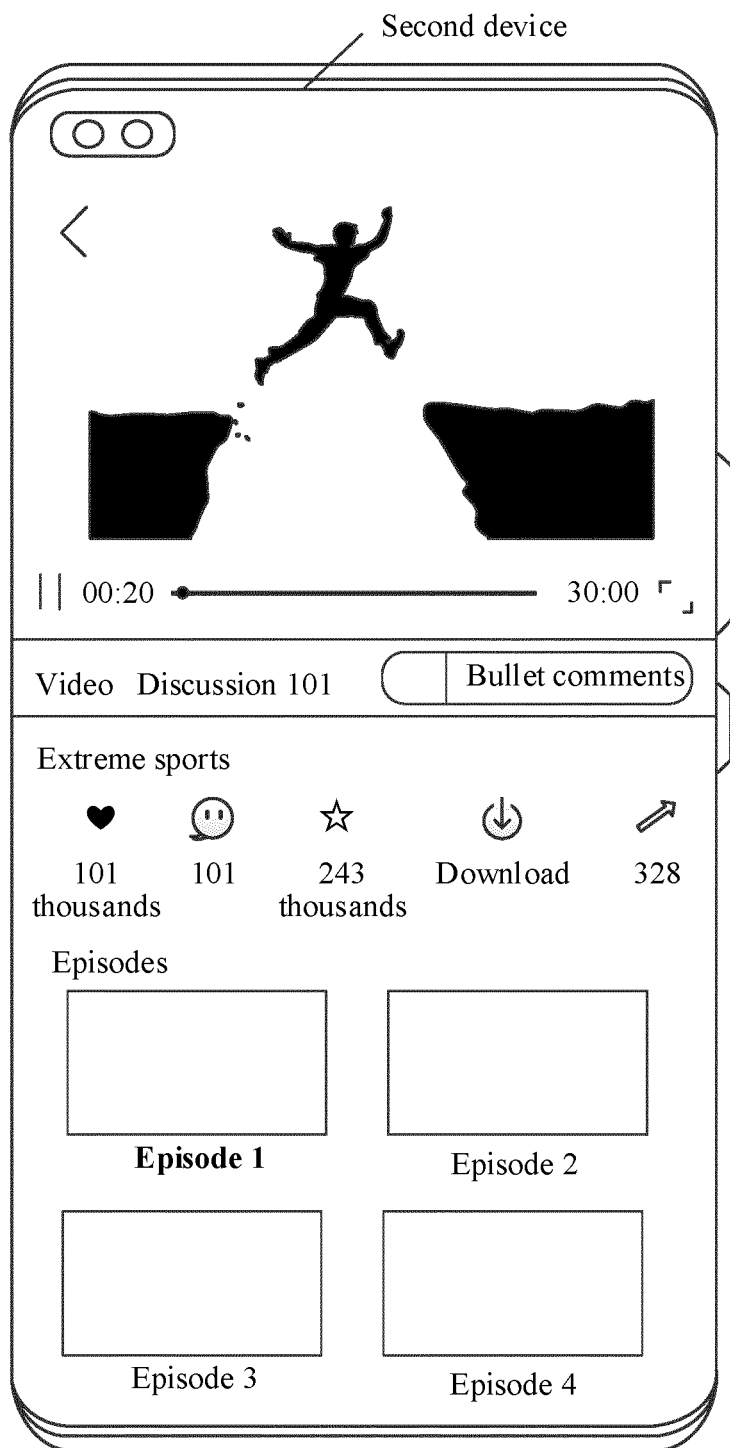 Second device
00:20 30:00
Video Discussion 101 Bullet comments
Extreme sports
101 101 243 Download 328
thousands thousands
Episodes
Episode 1 Episode 2
Episode 3 Episode 4